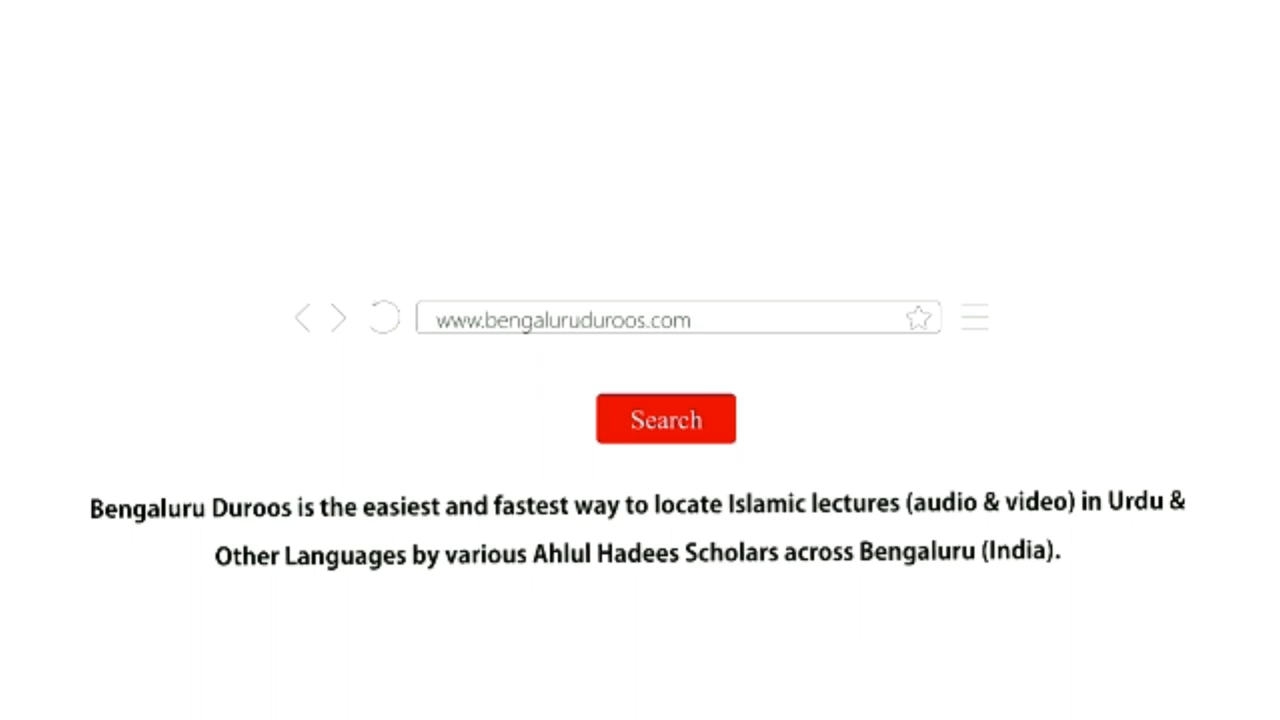 www.bengaluruduroos.com
Search
Bengaluru Duroos is the easiest and fastest way to locate Islamic lectures (audio & video) in Urdu &
Other Languages by various Ahlul Hadees Scholars across Bengaluru (India).